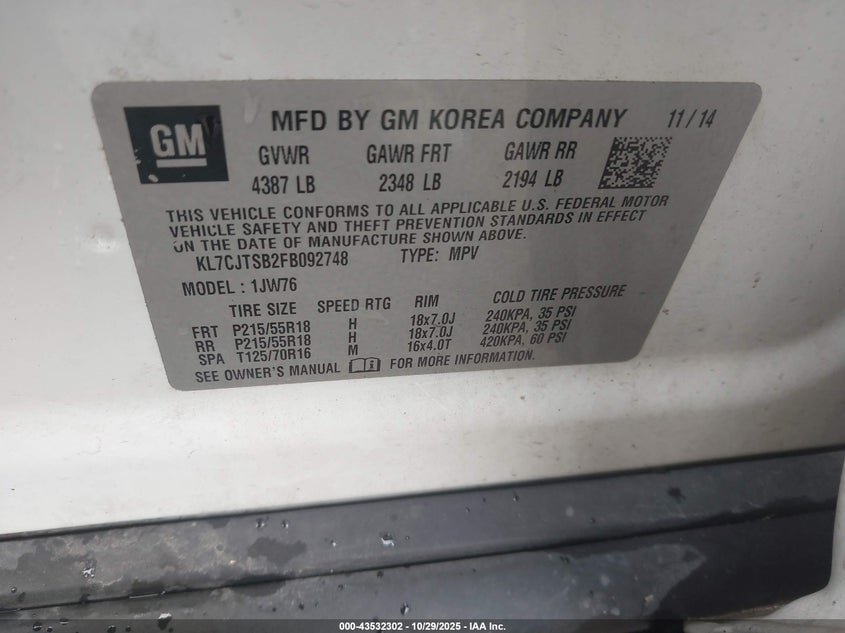 GM
MFD BY GM KOREA COMPANY 11/14
GVWR GAWR FRT GAWR RR
4387 LB 2348 LB 2194 LB
THIS VEHICLE CONFORMS TO ALL APPLICABLE U.S. FEDERAL MOTOR
VEHICLE SAFETY AND THEFT PREVENTION STANDARDS IN EFFECT
ON THE DATE OF MANUFACTURE SHOWN ABOVE.
KL7CJTSB2FB092748 TYPE: MPV
MODEL : 1JW76
TIRE SIZE SPEED RTG RIM COLD TIRE PRESSURE
FRT P215/55R18 H 18x7.0J 240KPA, 35 PSI
RR P215/55R18 H 18x7.0J 240KPA, 35 PSI
SPA T125/70R16 M 16x4.0T 420KPA, 60 PSI
SEE OWNER'S MANUAL FOR MORE INFORMATION.
000-43532302 - 10/29/2025 - IAA Inc.